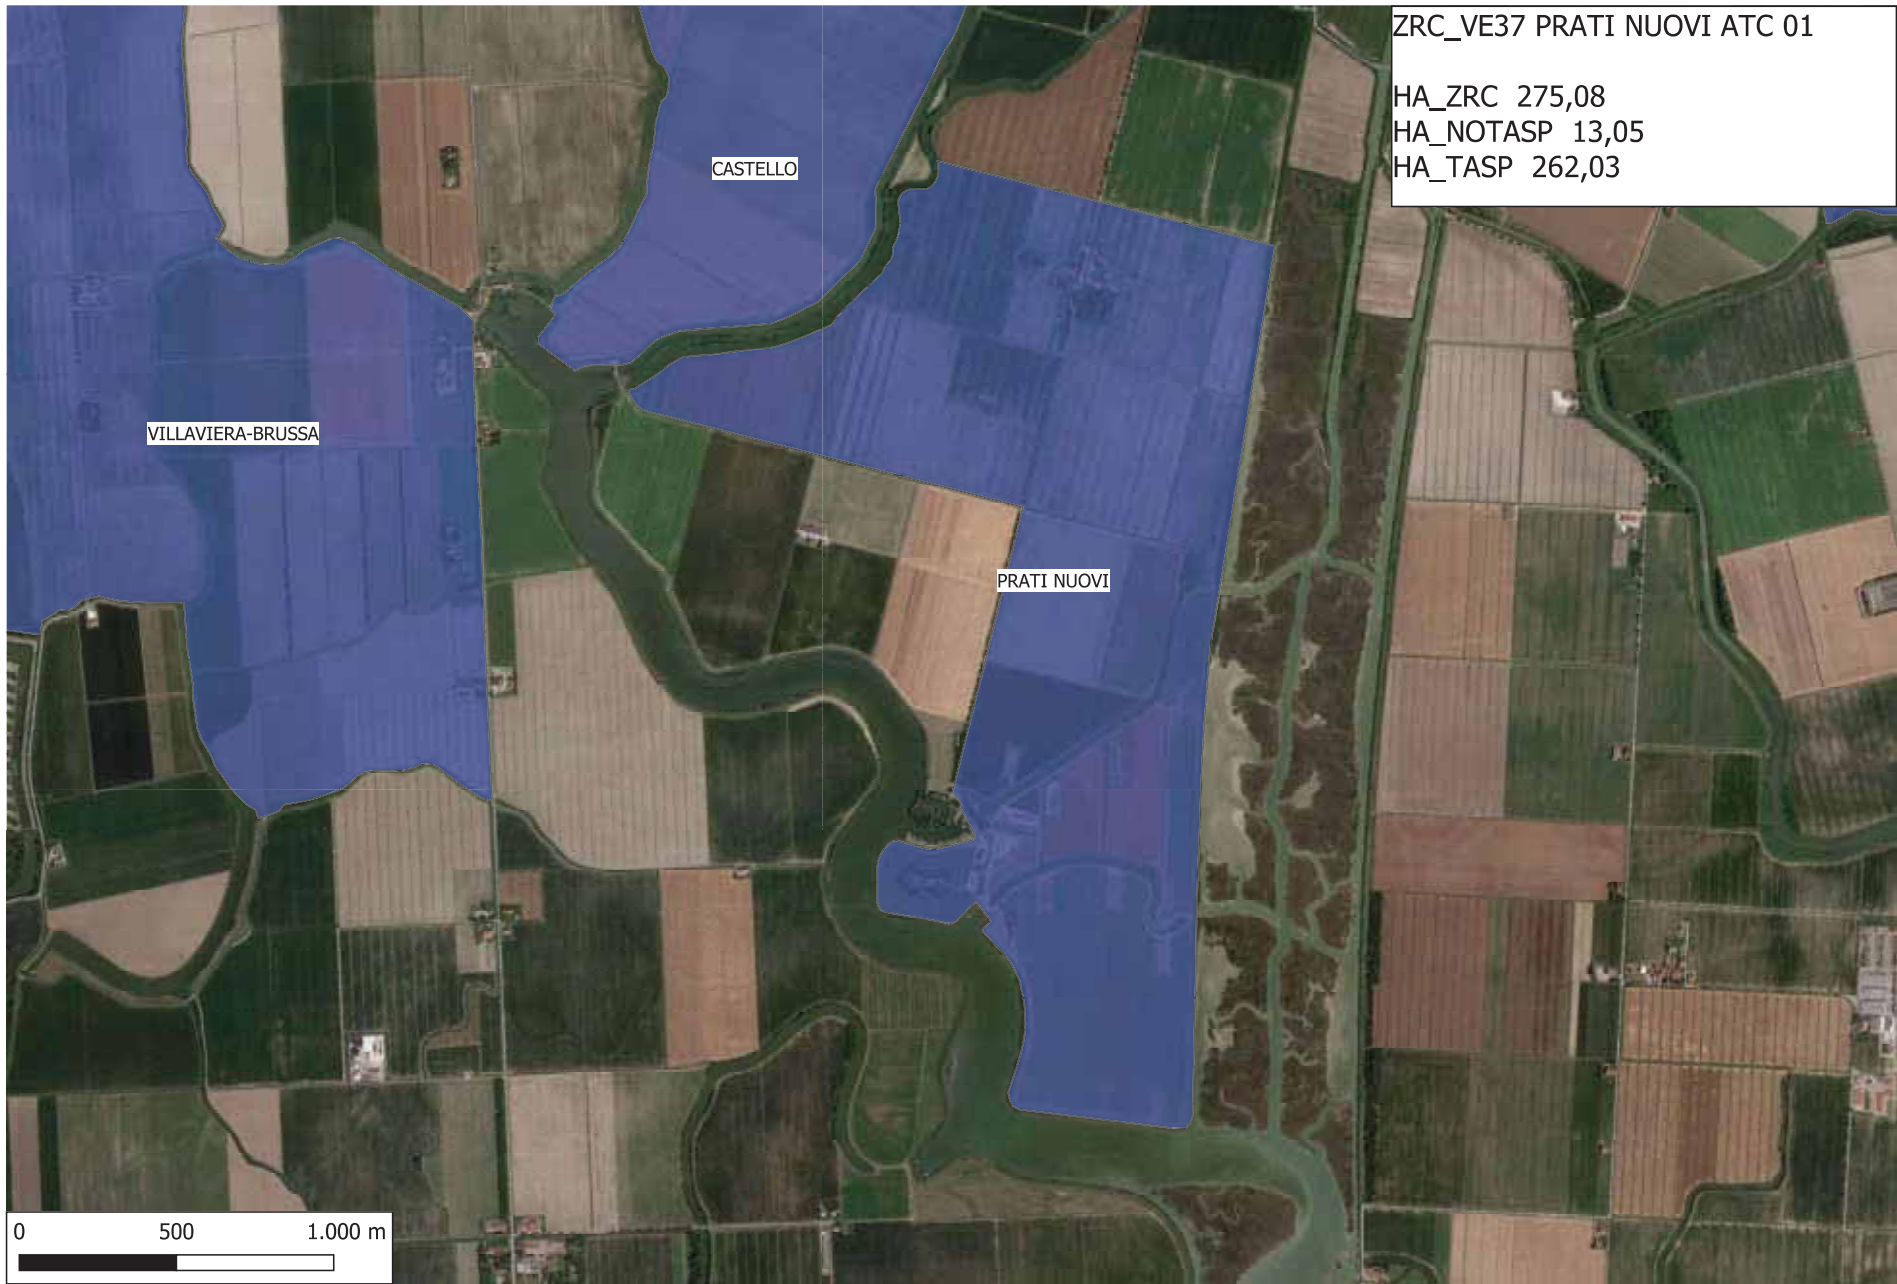 ZRC_VE37 PRATI NUOVI ATC 01
HA_ZRC 275,08
HA_NOTASP 13,05
HA_TASP 262,03
CASTELLO
VILLAVIERA-BRUSSA
PRATI NUOVI
0 500 1.000 m